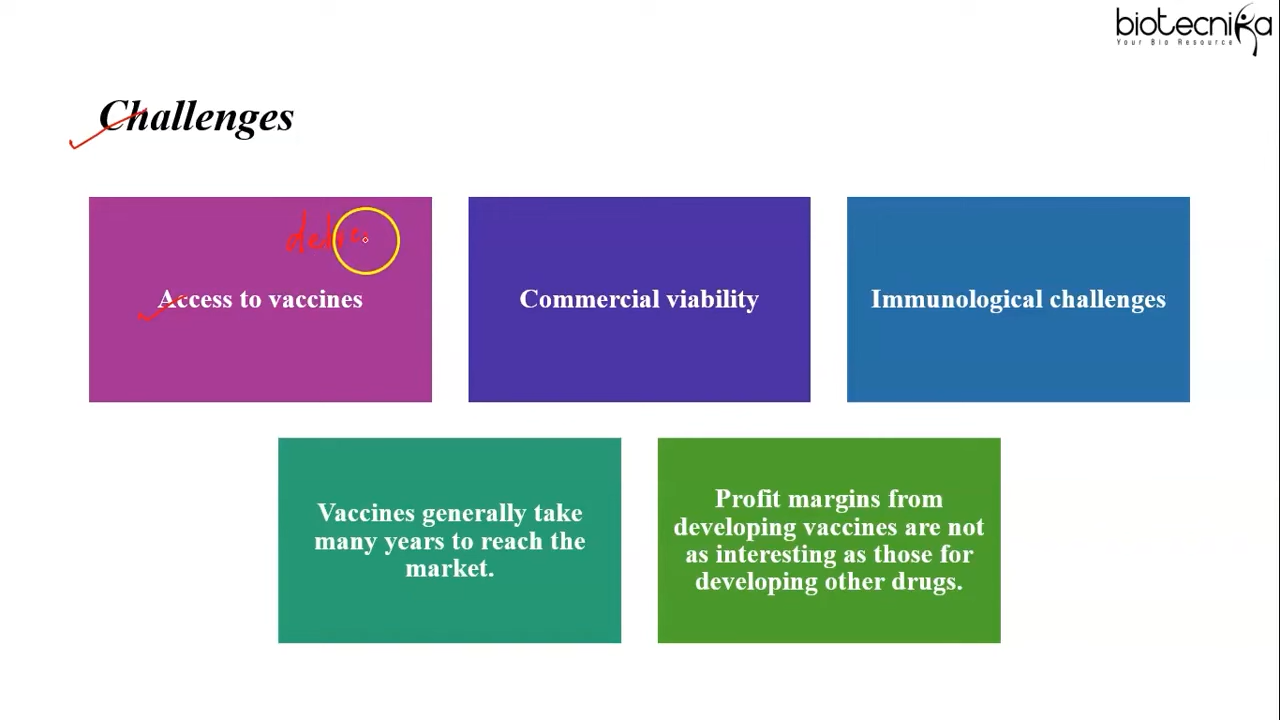 biotecnika
Your Bio Resource
Challenges
Access to vaccines
Commercial viability
Immunological challenges
Vaccines generally take
many years to reach the
market.
Profit margins from
developing vaccines are not
as interesting as those for
developing other drugs.